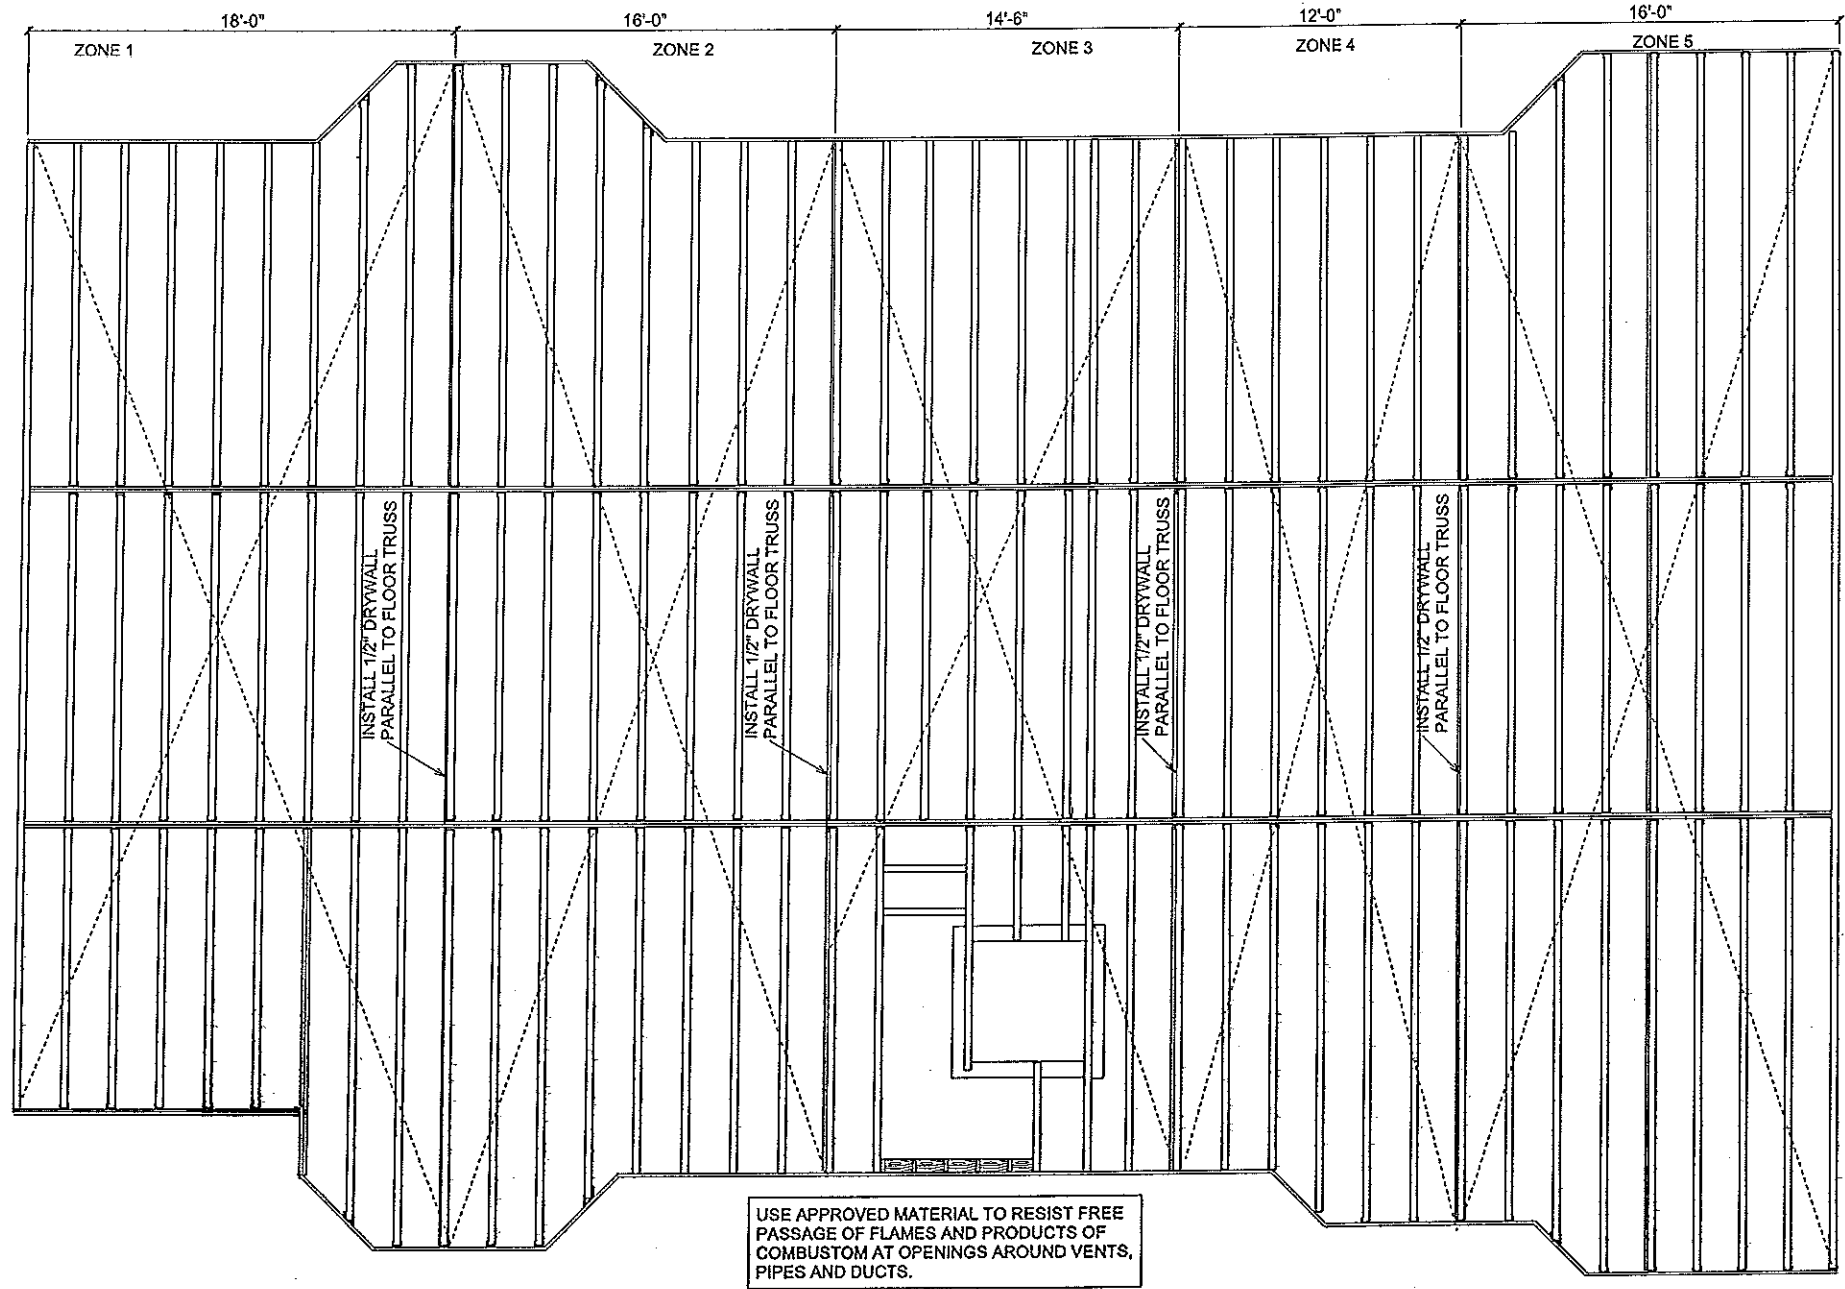 18'-0"
16'-0"
14'-6"
12'-0"
16'-0"
ZONE 1
ZONE 2
ZONE 3
ZONE 4
ZONE 5
INSTALL 1/2" DRYWALL
PARALLEL TO FLOOR TRUSS
INSTALL 1/2" DRYWALL
PARALLEL TO FLOOR TRUSS
INSTALL 1/2" DRYWALL
PARALLEL TO FLOOR TRUSS
INSTALL 1/2" DRYWALL
PARALLEL TO FLOOR TRUSS
USE APPROVED MATERIAL TO RESIST FREE
PASSAGE OF FLAMES AND PRODUCTS OF
COMBUSTOM AT OPENINGS AROUND VENTS,
PIPES AND DUCTS.